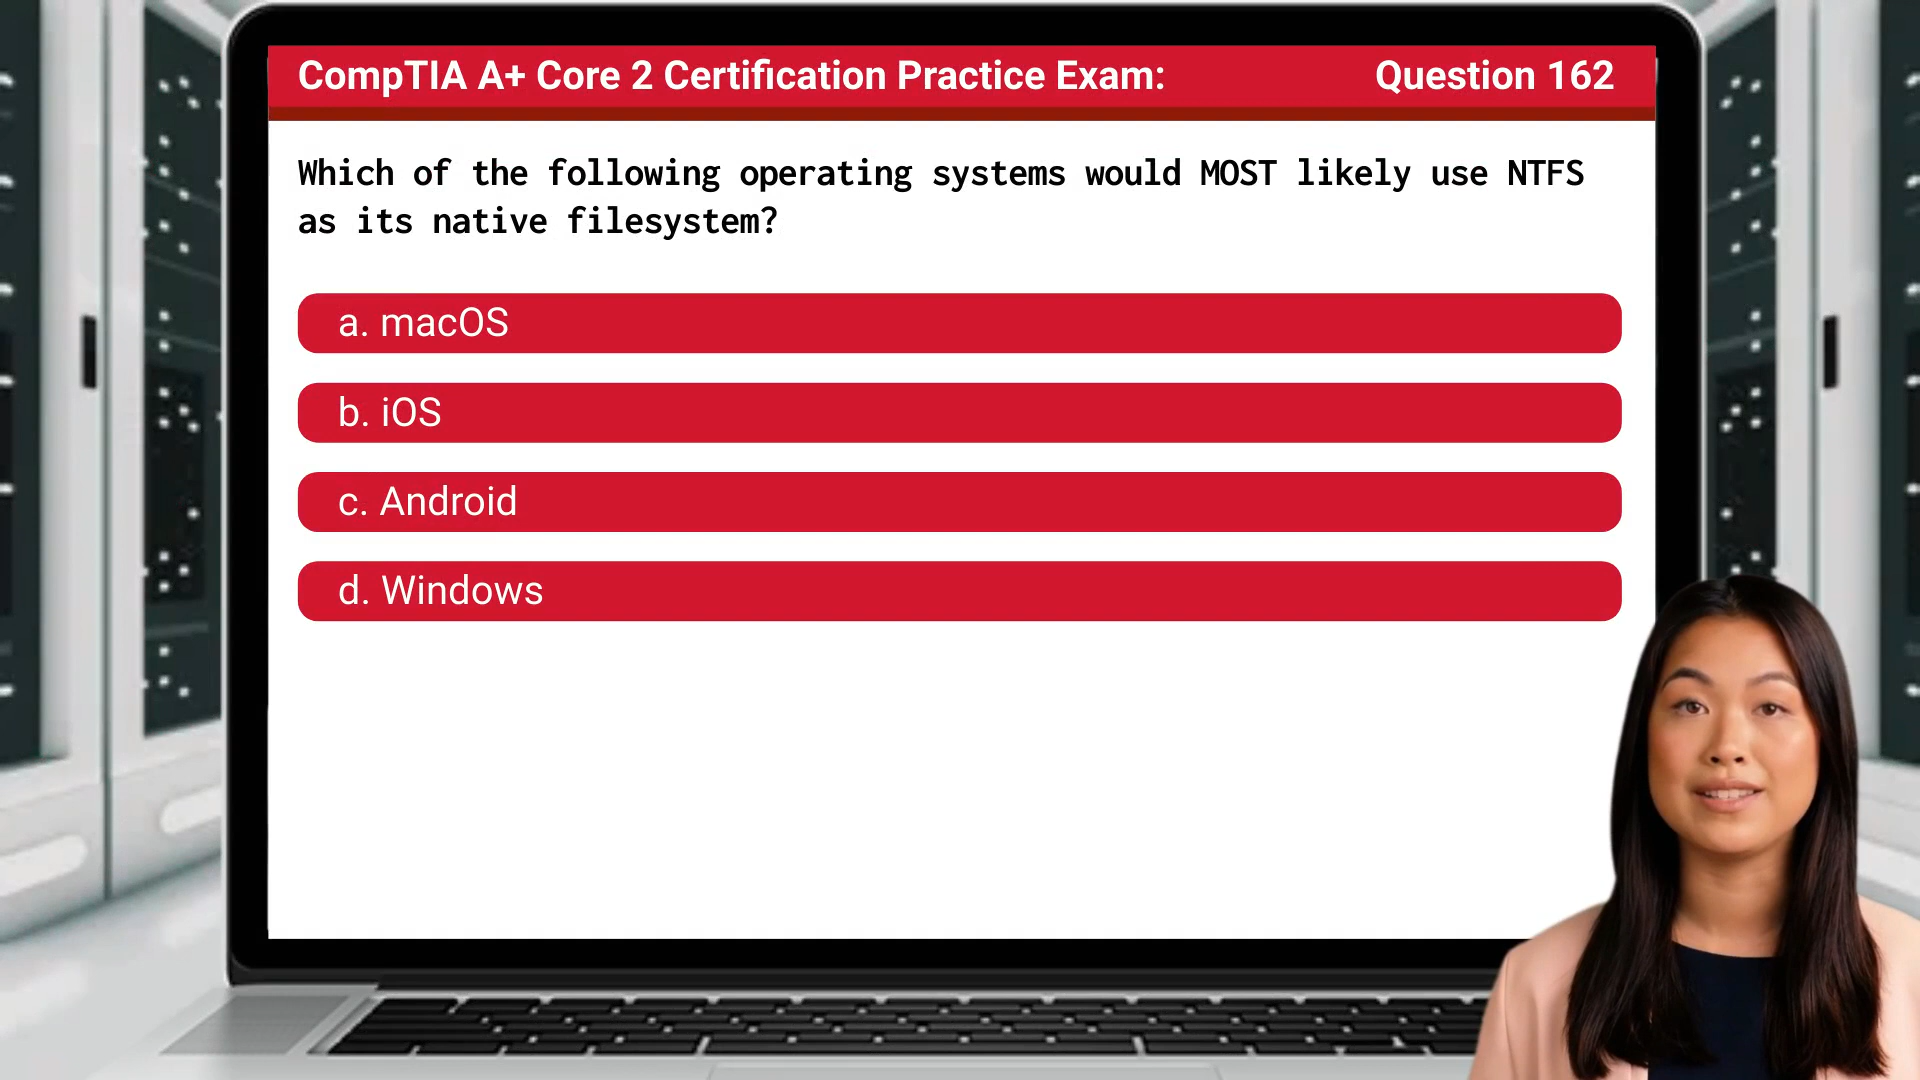 CompTIA A+ Core 2 Certification Practice Exam: Question 162
Which of the following operating systems would MOST likely use NTFS
as its native filesystem?
a. macOS
b. iOS
c. Android
d. Windows